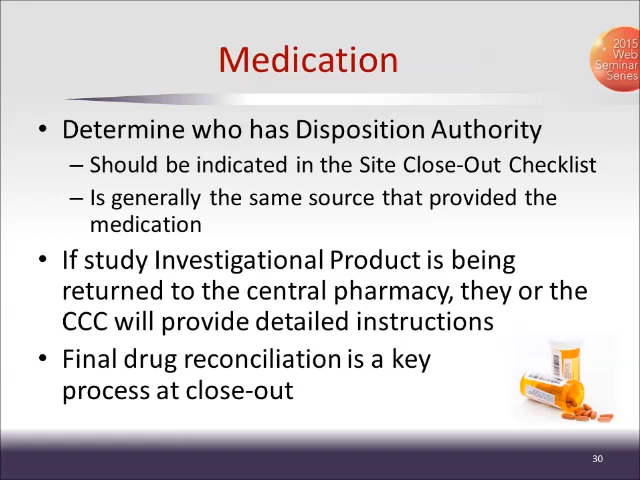 Medication
2015
Web
Seminar
Series
• Determine who has Disposition Authority
– Should be indicated in the Site Close-Out Checklist
– Is generally the same source that provided the
medication
• If study Investigational Product is being
returned to the central pharmacy, they or the
CCC will provide detailed instructions
• Final drug reconciliation is a key
process at close-out
30